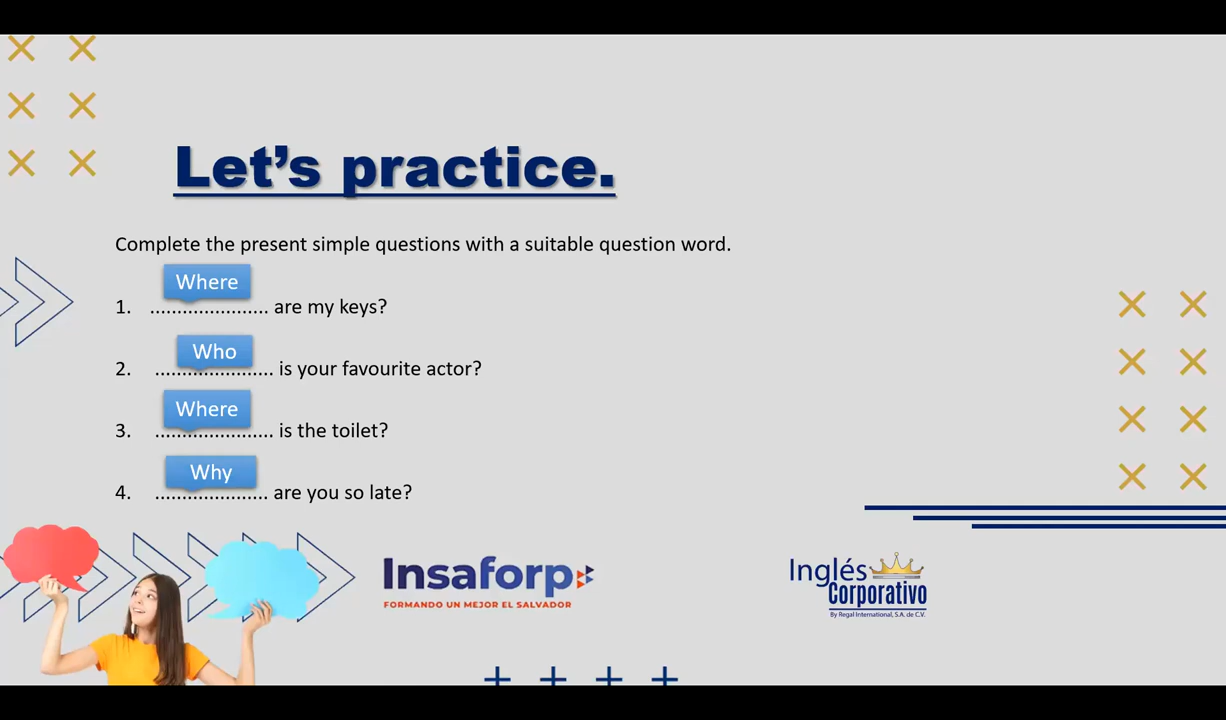 Let’s practice.
Complete the present simple questions with a suitable question word.
Where
1. ...................... are my keys?
Who
2. ...................... is your favourite actor?
Where
3. ...................... is the toilet?
Why
4. ..................... are you so late?
Insaforp
FORMANDO UN MEJOR EL SALVADOR
Inglés
Corporativo
By Regal International, S.A. de C.V.